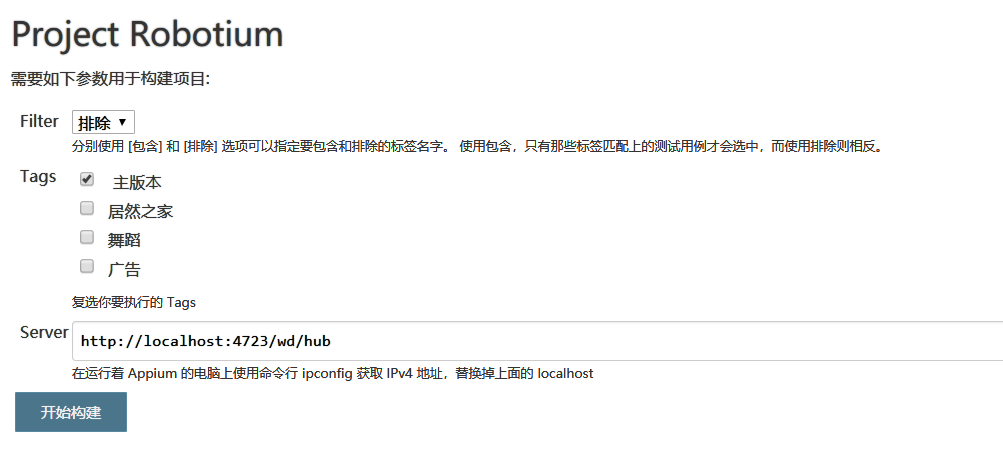 Project Robotium
需要如下参数用于构建项目:
Filter 排除
分别使用 [包含] 和 [排除] 选项可以指定要包含和排除的标签名字。 使用包含，只有那些标签匹配上的测试用例才会选中，而使用排除则相反。
Tags 主版本
居然之家
舞蹈
广告
复选你要执行的 Tags
Server http://localhost:4723/wd/hub
在运行着 Appium 的电脑上使用命令行 ipconfig 获取 IPv4 地址，替换掉上面的 localhost
开始构建